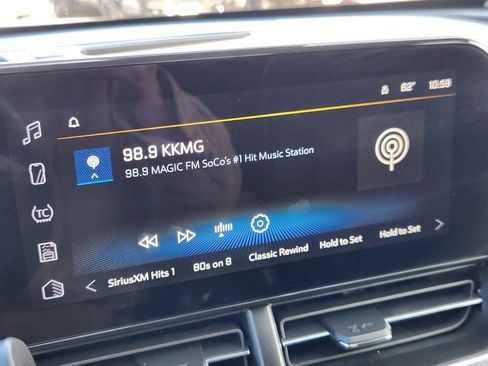 62° 10:59
98.9 KKMG
98.9 MAGIC FM SoCo's #1 Hit Music Station
TC
SiriusXM Hits 1 80s on 8 Classic Rewind Hold to Set Hold to Set